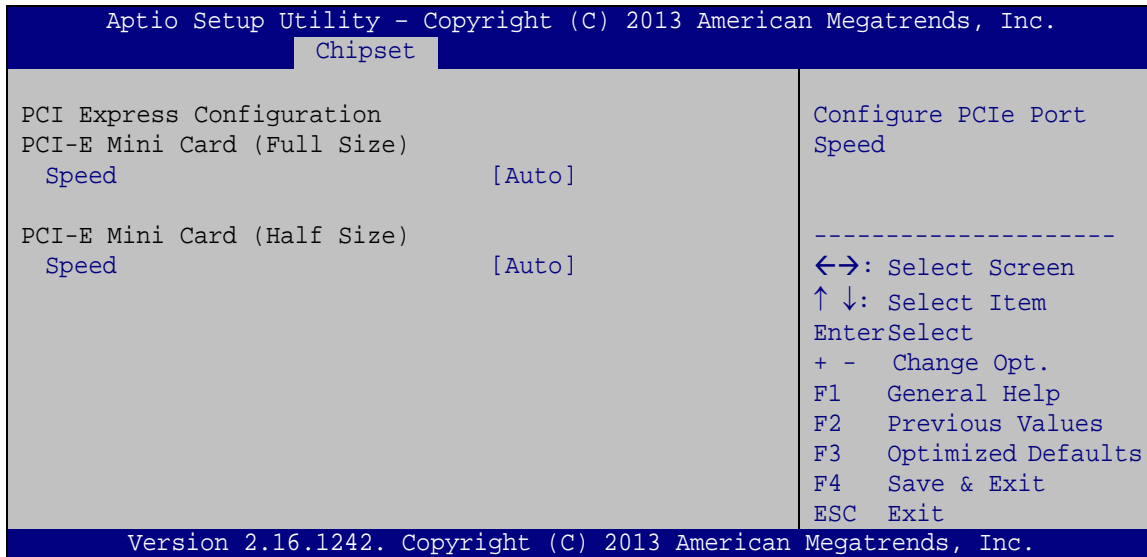 Aptio Setup Utility – Copyright (C) 2013 American Megatrends, Inc.
Chipset
PCI Express Configuration
PCI-E Mini Card (Full Size)
Speed [Auto]
PCI-E Mini Card (Half Size)
Speed [Auto]
Configure PCIe Port
Speed
---------------------
←→: Select Screen
↑ ↓: Select Item
EnterSelect
+ - Change Opt.
F1 General Help
F2 Previous Values
F3 Optimized Defaults
F4 Save & Exit
ESC Exit
Version 2.16.1242. Copyright (C) 2013 American Megatrends, Inc.